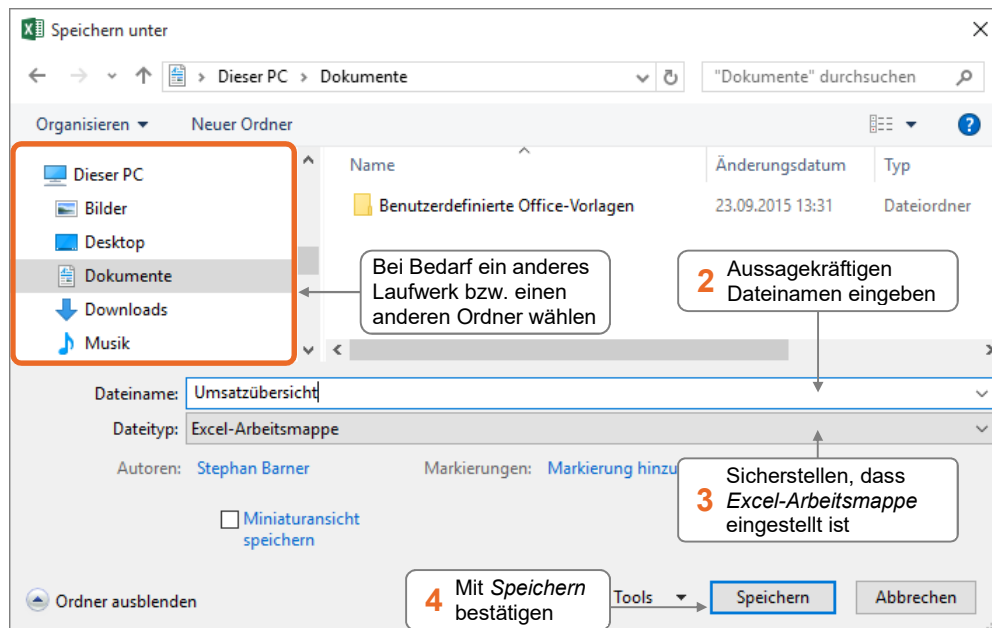 Speichern unter
Dieser PC > Dokumente
"Dokumente" durchsuchen
Organisieren
Neuer Ordner
Name
Änderungsdatum
Typ
Dieser PC
Bilder
Desktop
Dokumente
Downloads
Musik
Benutzerdefinierte Office-Vorlagen
23.09.2015 13:31
Dateiordner
Bei Bedarf ein anderes
Laufwerk bzw. einen
anderen Ordner wählen
2 Aussagekräftigen
Dateinamen eingeben
Dateiname: Umsatzübersicht
Dateityp: Excel-Arbeitsmappe
Autoren: Stephan Barner
Markierungen: Markierung hinzu
3 Sicherstellen, dass
Excel-Arbeitsmappe
eingestellt ist
Miniaturansicht
speichern
4 Mit Speichern
bestätigen
Ordner ausblenden
Tools
Speichern
Abbrechen